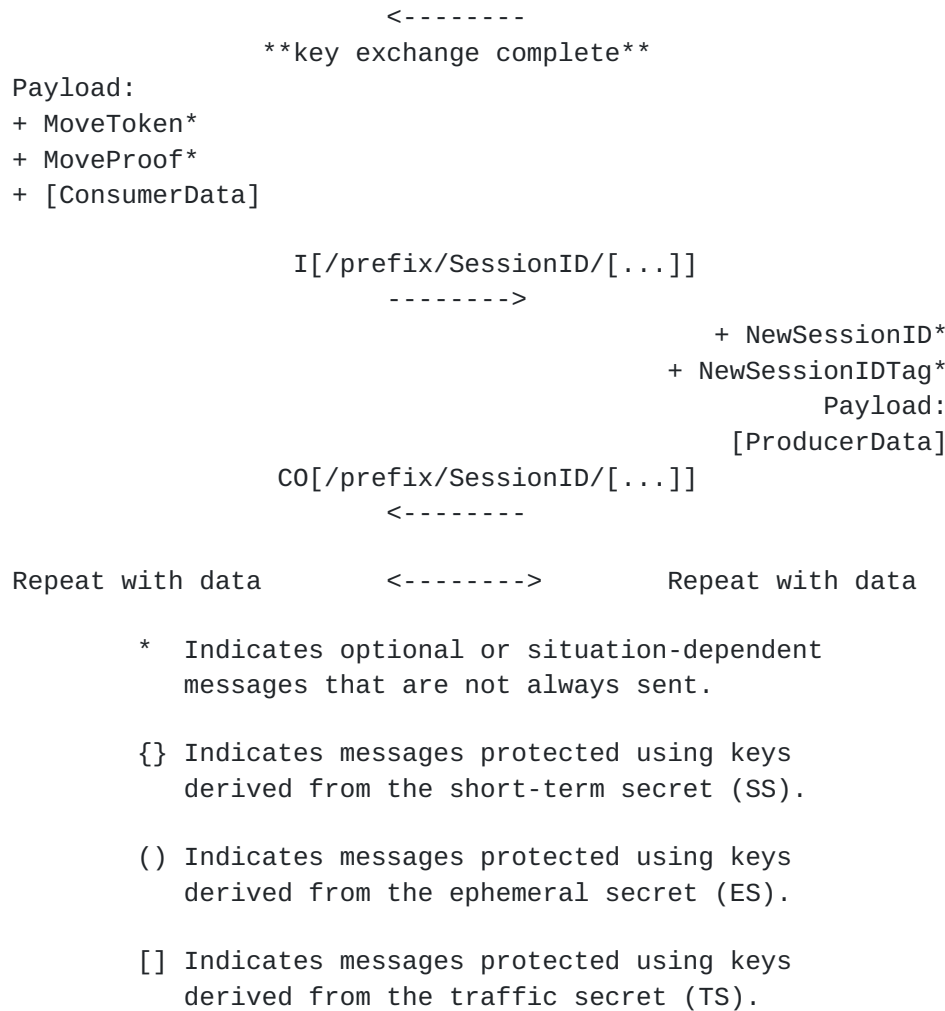 <--------
**key exchange complete**
Payload:
+ MoveToken*
+ MoveProof*
+ [ConsumerData]
I[/prefix/SessionID/[...]]
-------->
+ NewSessionID*
+ NewSessionIDTag*
Payload:
[ProducerData]
CO[/prefix/SessionID/[...]]
<--------
Repeat with data <--------> Repeat with data
* Indicates optional or situation-dependent
messages that are not always sent.
{} Indicates messages protected using keys
derived from the short-term secret (SS).
() Indicates messages protected using keys
derived from the ephemeral secret (ES).
[] Indicates messages protected using keys
derived from the traffic secret (TS).